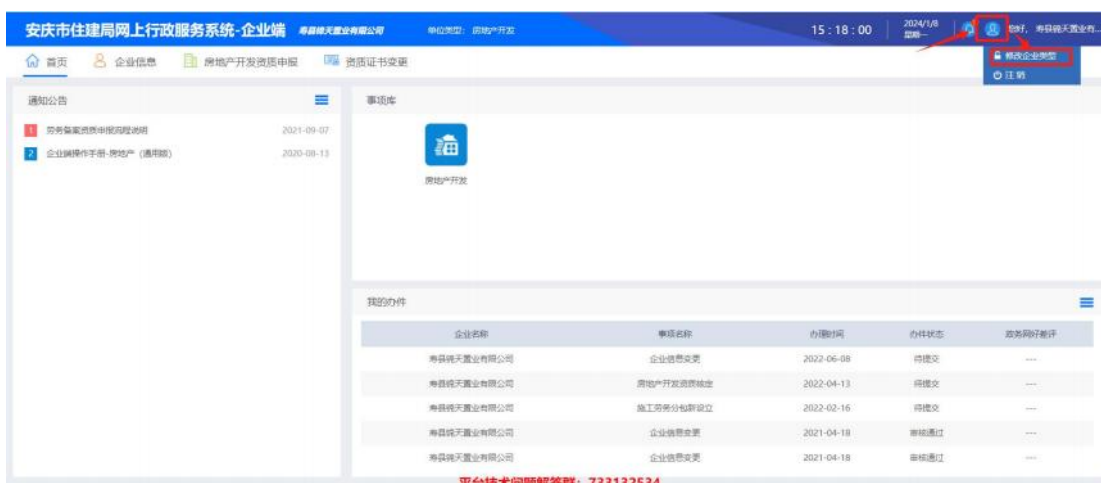 安庆市住建局网上行政服务系统-企业端 寿县锦天置业有限公司 单位类型：房地产开发 15:18:00 2024/1/8 星期一 您好，寿县锦天置业有...
首页 企业信息 房地产开发资质申报 资质证书变更
修改企业类型
注销
通知公告
1 劳务备案资质申报流程说明 2021-09-07
2 企业端操作手册-房地产（通用版） 2020-08-13
事项库
房地产开发
我的办件
企业名称 事项名称 办理时间 办件状态 政务网好差评
寿县锦天置业有限公司 企业信息变更 2022-06-08 待提交 ----
寿县锦天置业有限公司 房地产开发资质核定 2022-04-13 待提交 ----
寿县锦天置业有限公司 施工劳务分包新设立 2022-02-16 待提交 ----
寿县锦天置业有限公司 企业信息变更 2021-04-18 审核通过 ----
寿县锦天置业有限公司 企业信息变更 2021-04-18 审核通过 ----
平台技术问题解答群：733132534